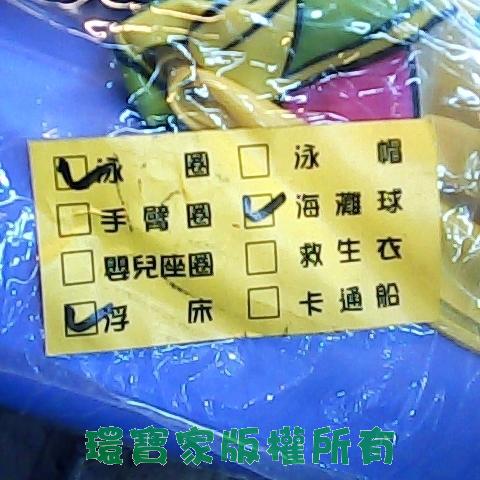 ☑泳圈 ☐泳帽
☐手臂圈 ☑海灘球
☐嬰兒座圈 ☐救生衣
☑浮床 ☐卡通船
環寶家版權所有